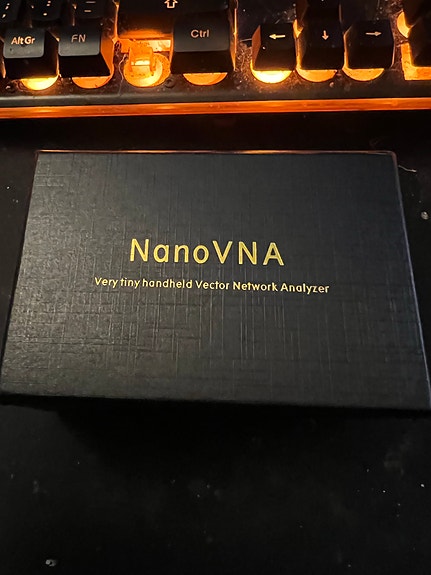 AltGr FN Ctrl ← ↓ →
NanoVNA
Very tiny handheld Vector Network Analyzer